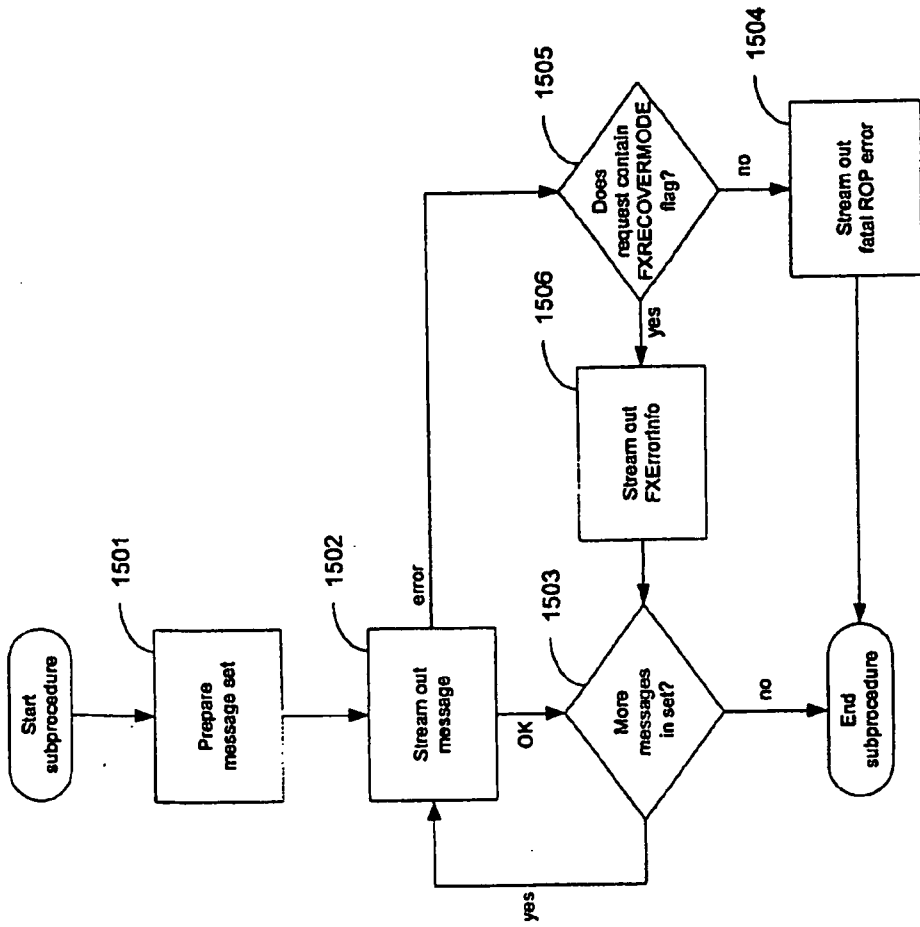 Start
subprocedure
1501
Prepare
message set
1502
Stream out
message
error
OK
1503
More
messages
in set?
yes
no
1506
Stream out
FXErrorInfo
yes
1505
Does
request contain
FXRECOVERMODE
flag?
no
1504
Stream out
fatal ROP error
End
subprocedure